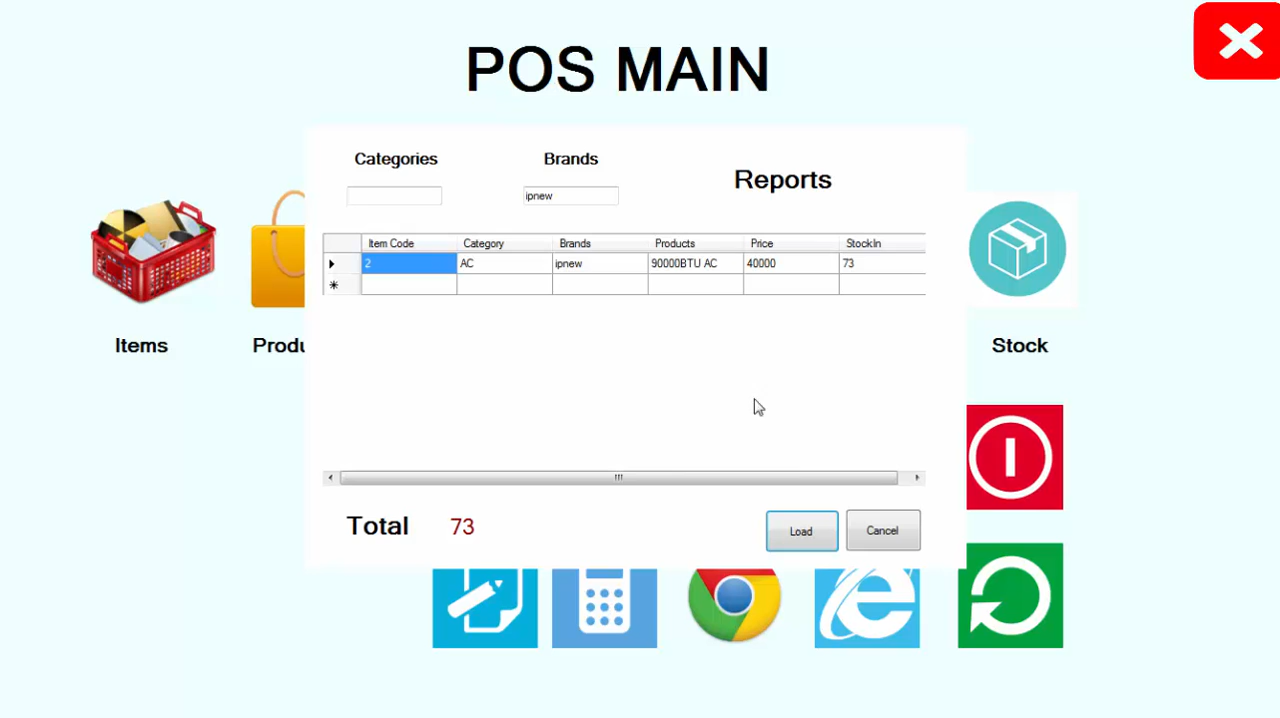 POS MAIN
Categories Brands
Reports
ipnew
Item Code Category Brands Products Price StockIn
2 AC ipnew 90000BTU AC 40000 73
Items Produ Stock
Total 73 Load Cancel